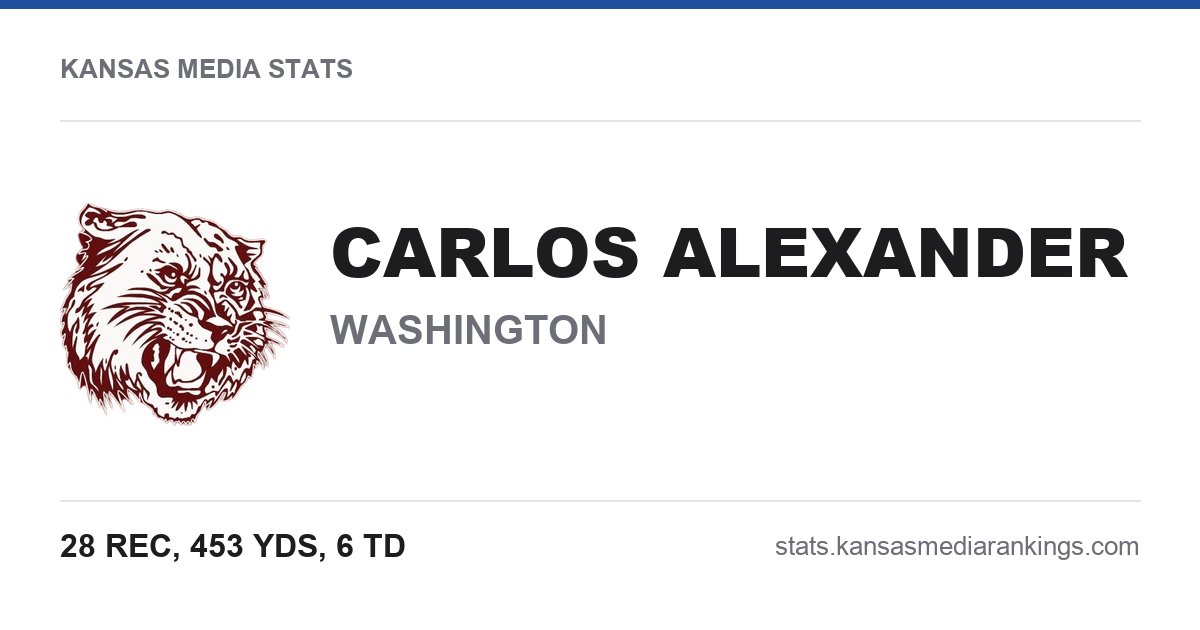 KANSAS MEDIA STATS
CARLOS ALEXANDER
WASHINGTON
28 REC, 453 YDS, 6 TD
stats.kansasmediarankings.com